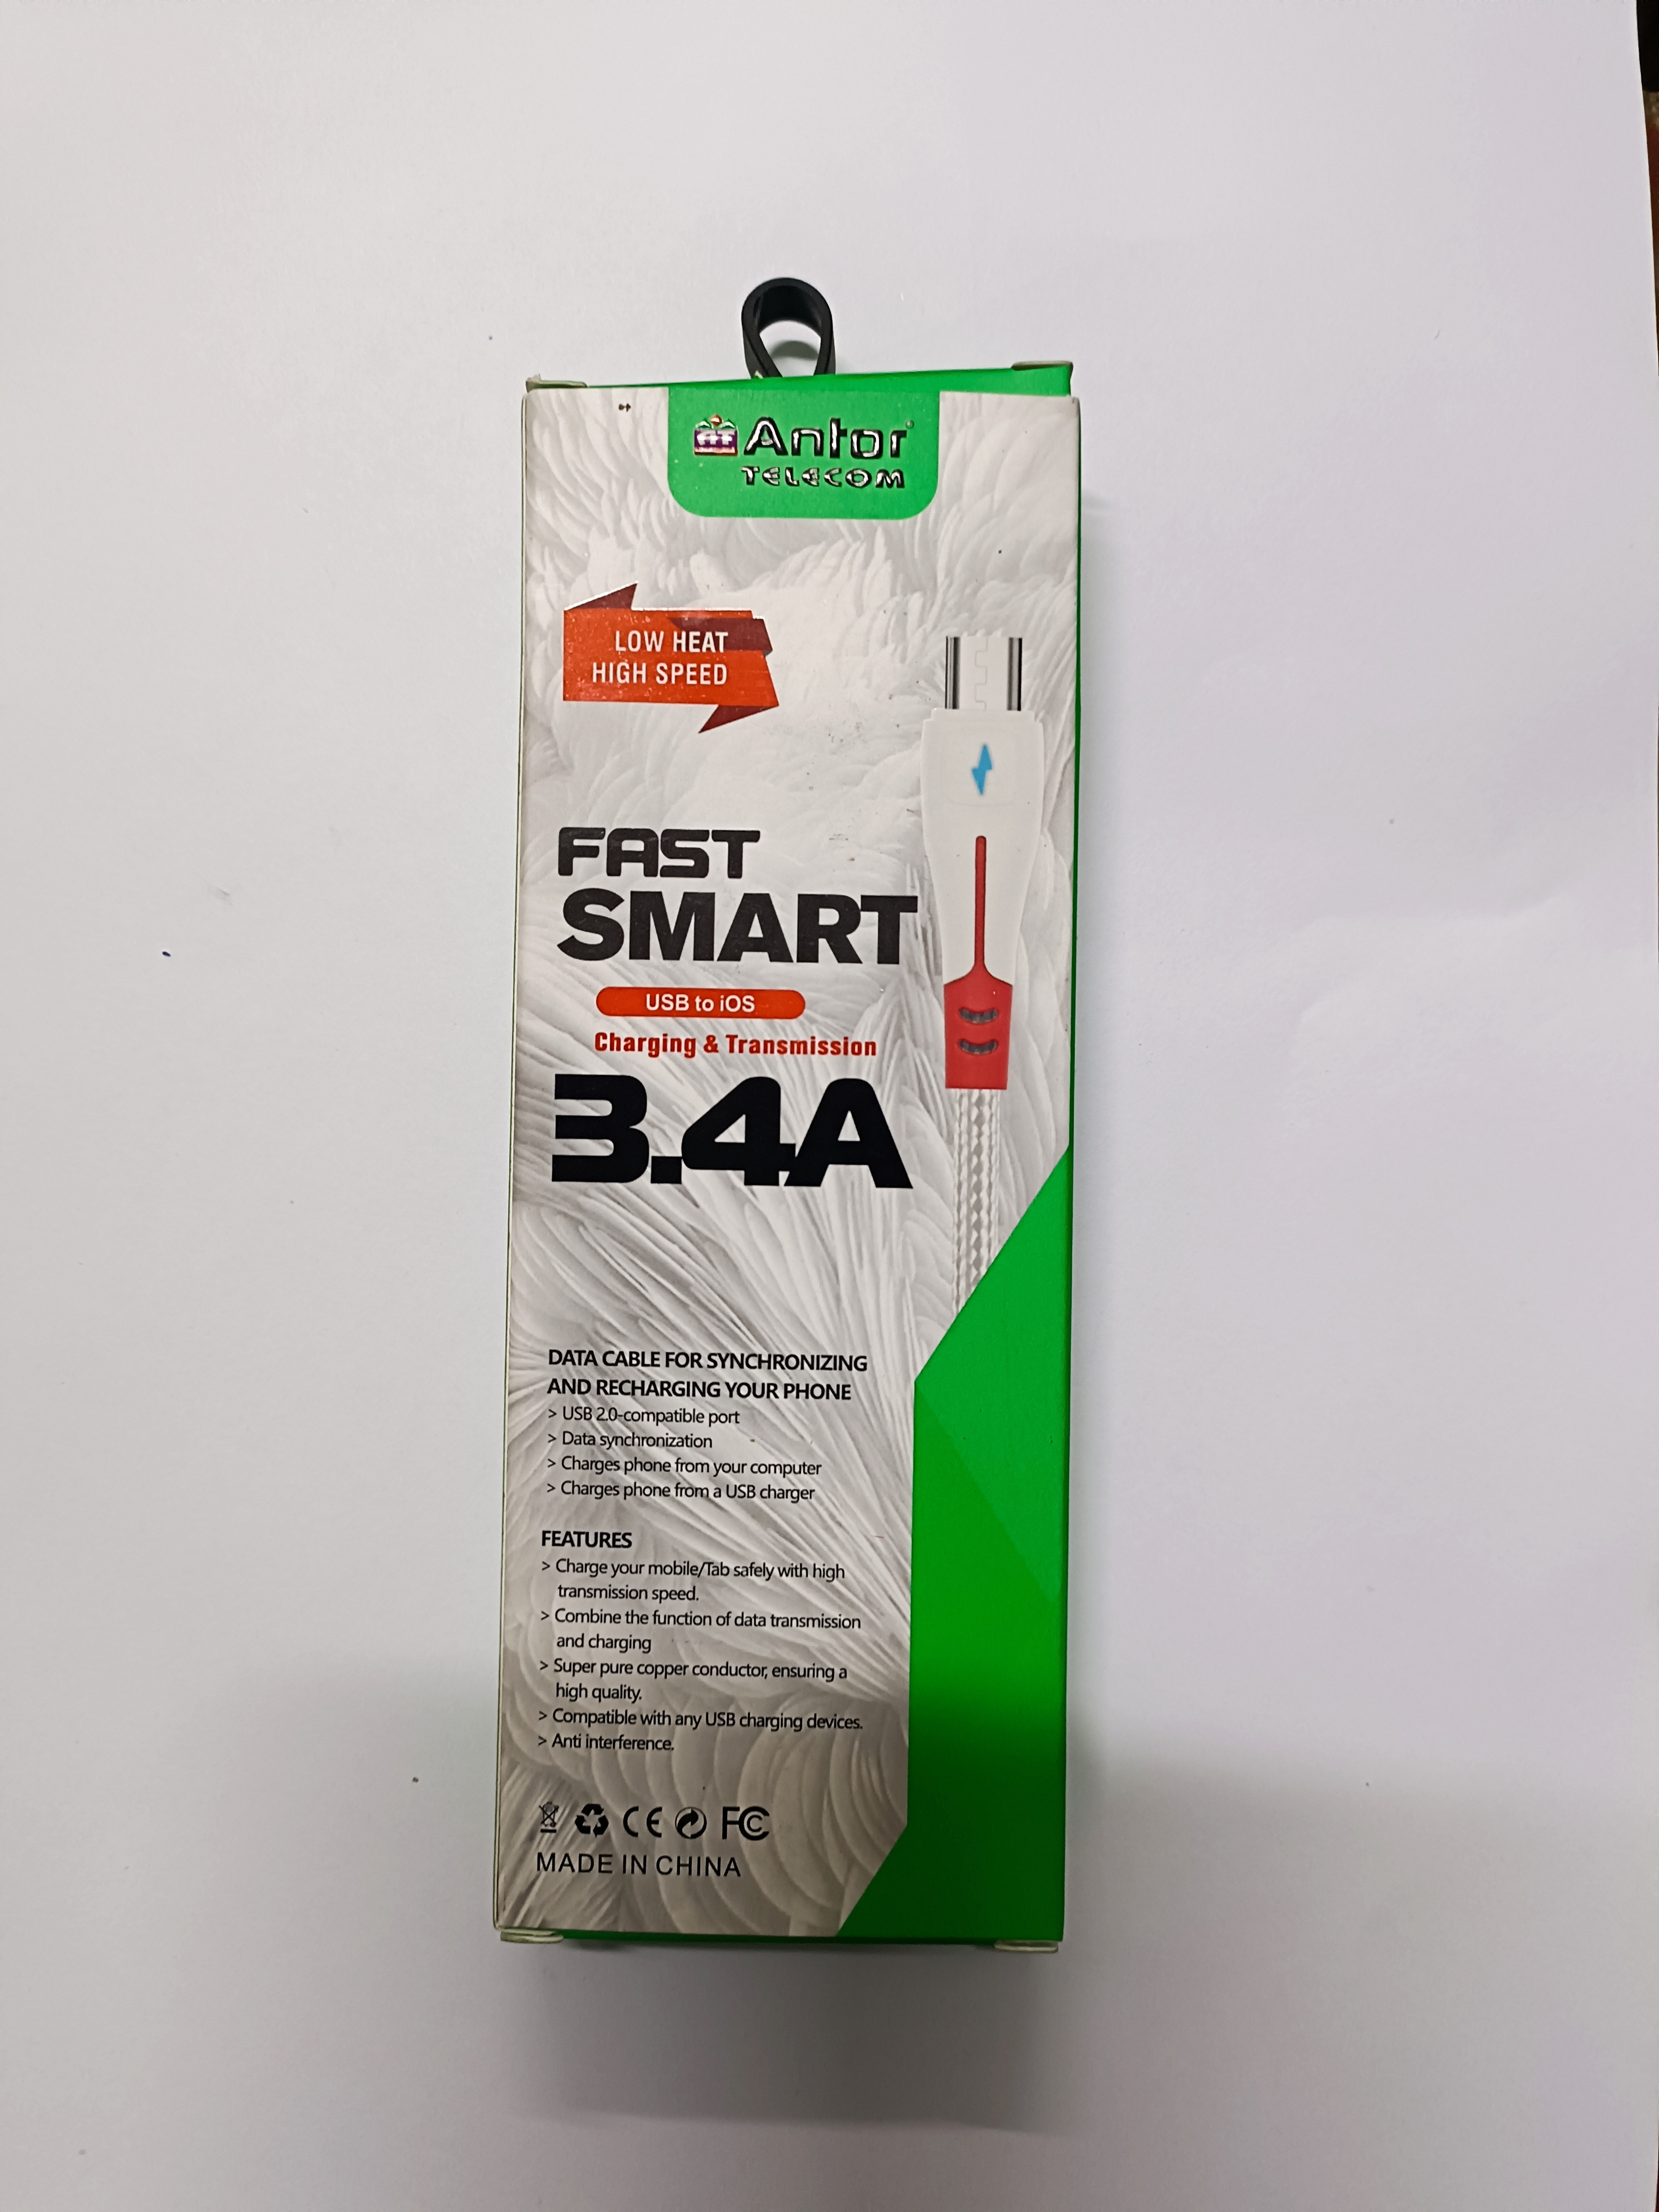 Antor
TELECOM
LOW HEAT
HIGH SPEED
FAST
SMART
USB to iOS
Charging & Transmission
3.4A
DATA CABLE FOR SYNCHRONIZING
AND RECHARGING YOUR PHONE
> USB 2.0-compatible port
> Data synchronization
> Charges phone from your computer
> Charges phone from a USB charger
FEATURES
> Charge your mobile/Tab safely with high
transmission speed.
> Combine the function of data transmission
and charging
> Super pure copper conductor, ensuring a
high quality.
> Compatible with any USB charging devices.
> Anti interference.
CE FC
MADE IN CHINA